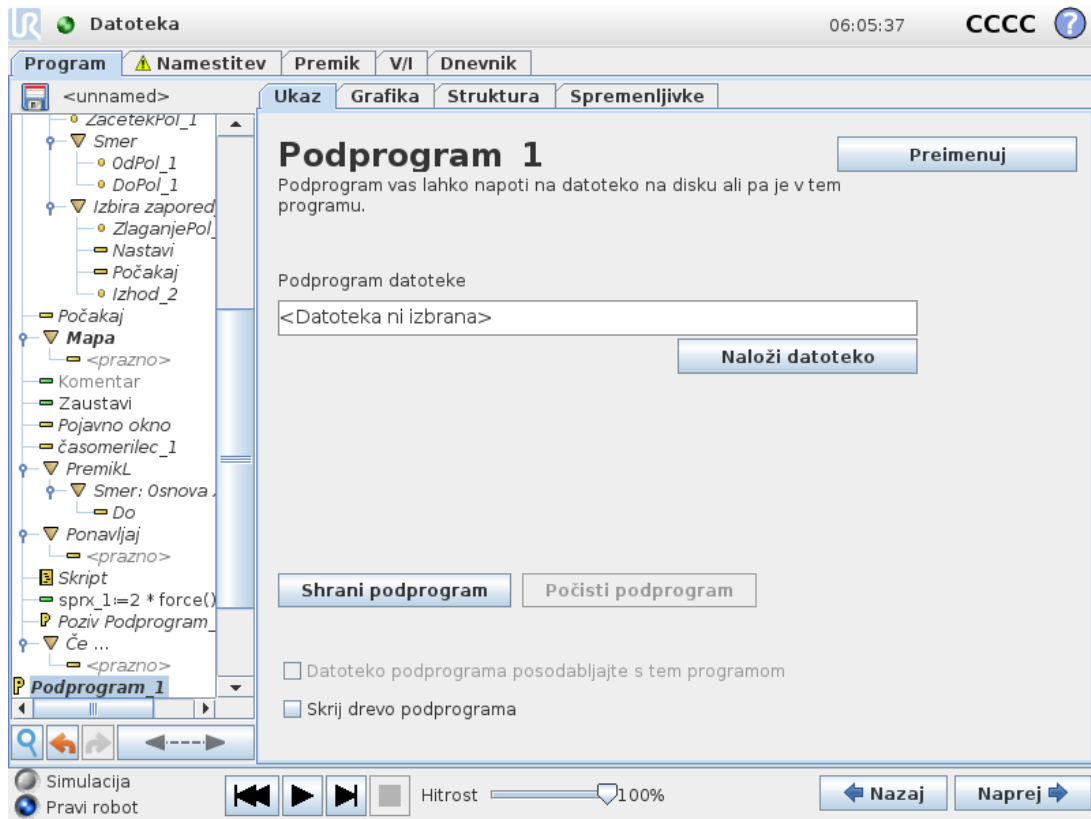 UR Datoteka 06:05:37 CCCC ?
Program Namestitev Premik V/I Dnevnik
<unnamed>
Ukaz Grafika Struktura Spremenljivke
ZacetekPol_1
Smer
OdPol_1
DoPol_1
Izbira zapored
ZlaganjePol_
Nastavi
Počakaj
Izhod_2
Počakaj
Mapa
<prazno>
Komentar
Zaustavi
Pojavno okno
časomerilec_1
PremikL
Smer: Osnova
Do
Ponavljaj
<prazno>
Skript
sprx_1:=2 * force()
P Poziv Podprogram_
Če ...
<prazno>
P Podprogram_1
Podprogram 1
Preimenuj
Podprogram vas lahko napoti na datoteko na disku ali pa je v tem
programu.
Podprogram datoteke
<Datoteka ni izbrana>
Naloži datoteko
Shrani podprogram Počisti podprogram
Datoteko podprograma posodabljajte s tem programom
Skrij drevo podprograma
Simulacija
Pravi robot
Hitrost 100%
Nazaj Naprej